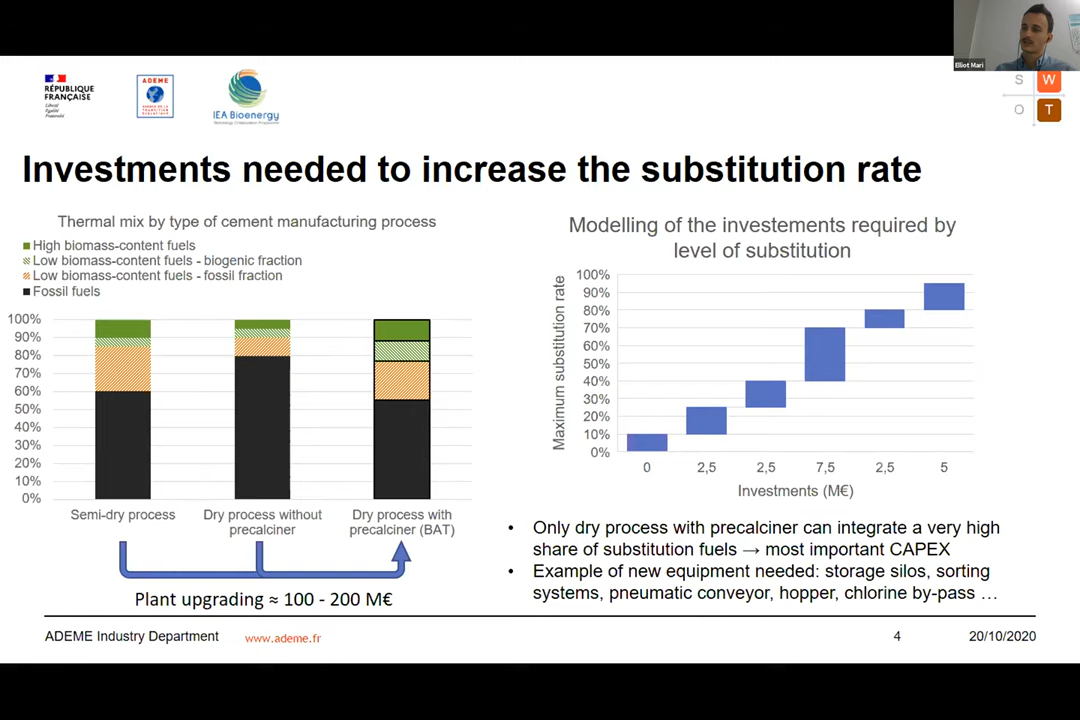 Elliot Mari
RÉPUBLIQUE
FRANÇAISE
Liberté
Égalité
Fraternité
ADEME
IEA Bioenergy
S W
O T
Investments needed to increase the substitution rate
Thermal mix by type of cement manufacturing process
High biomass-content fuels
Low biomass-content fuels - biogenic fraction
Low biomass-content fuels - fossil fraction
Fossil fuels
100%
90%
80%
70%
60%
50%
40%
30%
20%
10%
0%
Semi-dry process
Dry process without
precalciner
Dry process with
precalciner (BAT)
Plant upgrading ≈ 100 - 200 M€
Modelling of the investements required by
level of substitution
Maximum substitution rate
100%
90%
80%
70%
60%
50%
40%
30%
20%
10%
0%
0 2,5 2,5 7,5 2,5 5
Investments (M€)
• Only dry process with precalciner can integrate a very high
share of substitution fuels → most important CAPEX
• Example of new equipment needed: storage silos, sorting
systems, pneumatic conveyor, hopper, chlorine by-pass …
ADEME Industry Department www.ademe.fr 4 20/10/2020